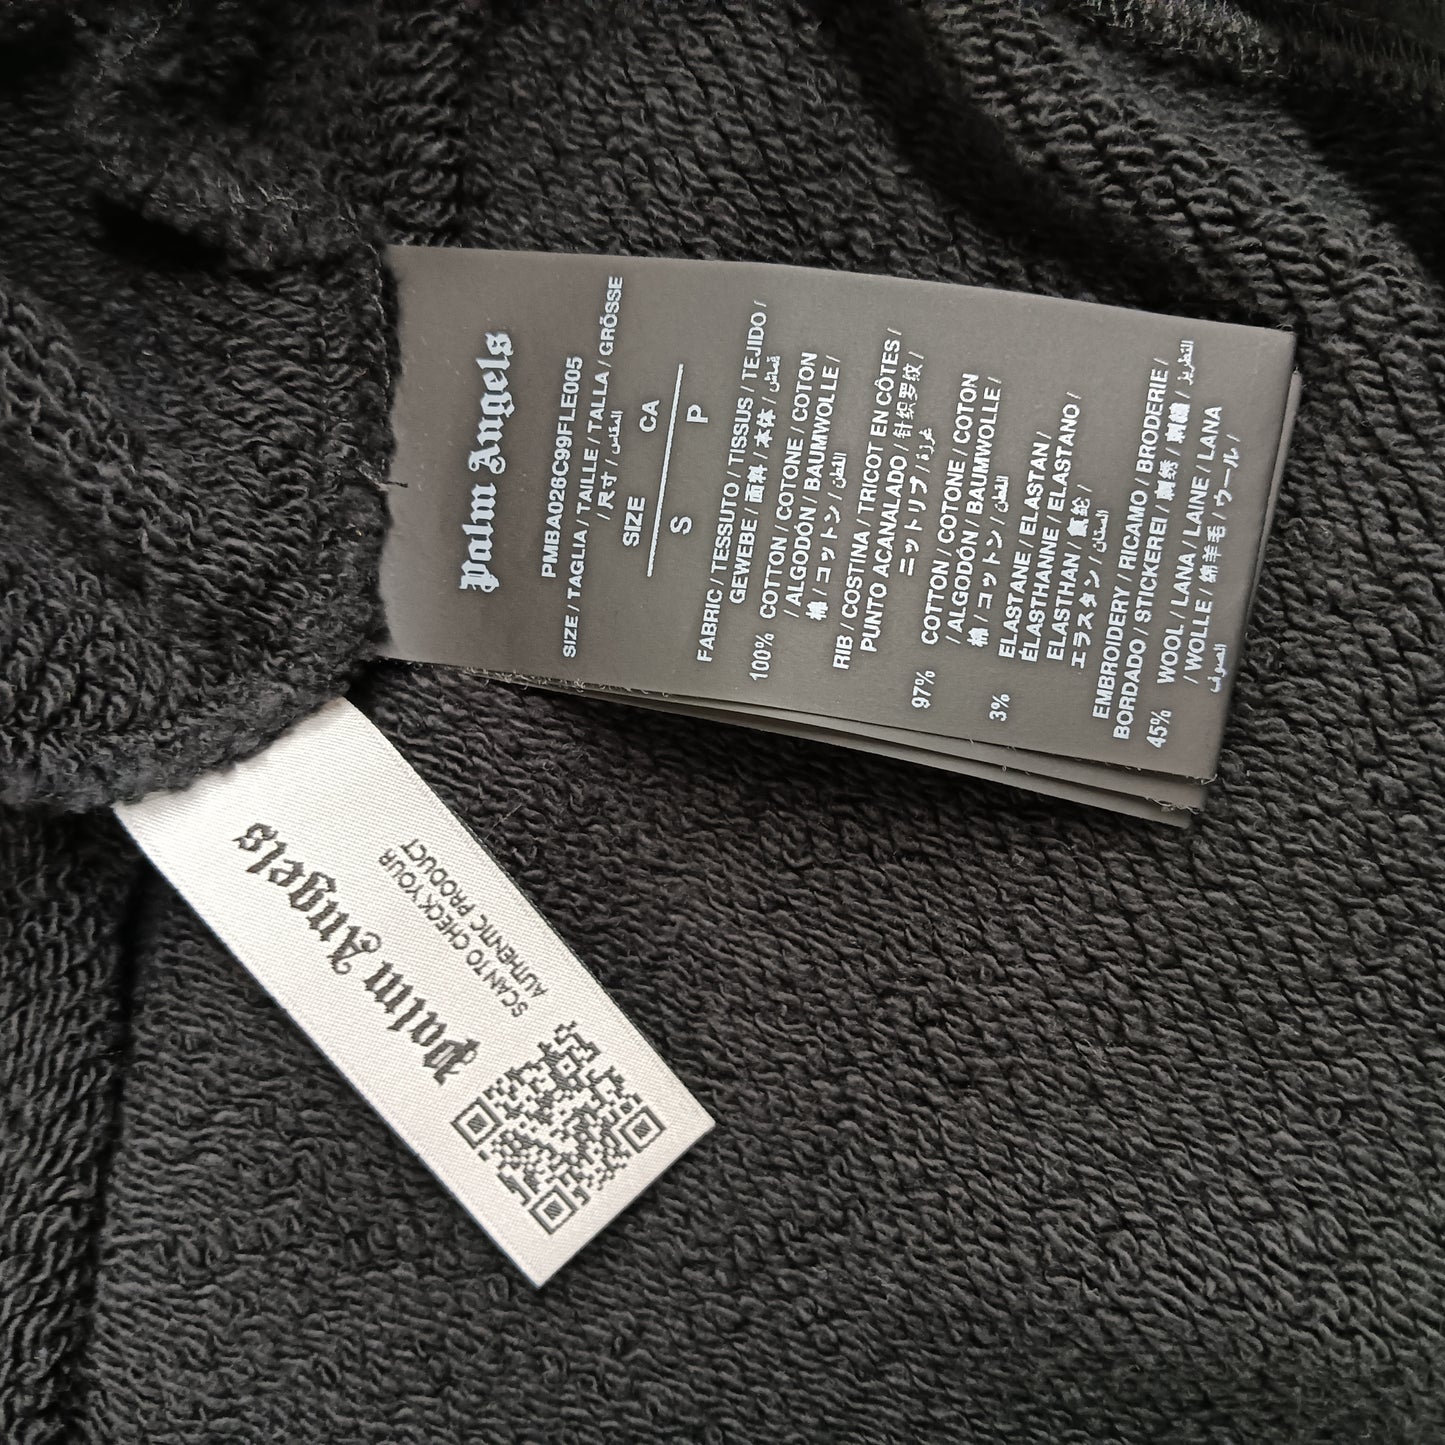 Palm Angels
PMBA026C99FLE005
SIZE / TAGLIA / TAILLE / TALLA / GRÖSSE
/ 尺寸 / المقاس
SIZE CA
S P
FABRIC / TESSUTO / TISSUS / TEJIDO /
GEWEBE / 面料 / 本体 / قماش
100% COTTON / COTONE / COTON
/ ALGODÓN / BAUMWOLLE /
棉 / コットン / القطن
RIB / COSTINA / TRICOT EN CÔTES /
PUNTO ACANALADO / 针织罗纹 /
ニットリブ / غرزة
97% COTTON / COTONE / COTON
/ ALGODÓN / BAUMWOLLE /
棉 / コットン / القطن
3% ELASTANE / ELASTAN /
ÉLASTHANNE / ELASTANO /
ELASTHAN / 氨纶 /
エラスタン /
EMBROIDERY / RICAMO / BRODERIE /
BORDADO / STICKEREI / 刺绣 / 刺繍 / التطريز
45% WOOL / LANA / LAINE / LANA
/ WOLLE / 绵羊毛 / ウール /
الصوف
Palm Angels
SCAN TO CHECK YOUR
AUTHENTIC PRODUCT